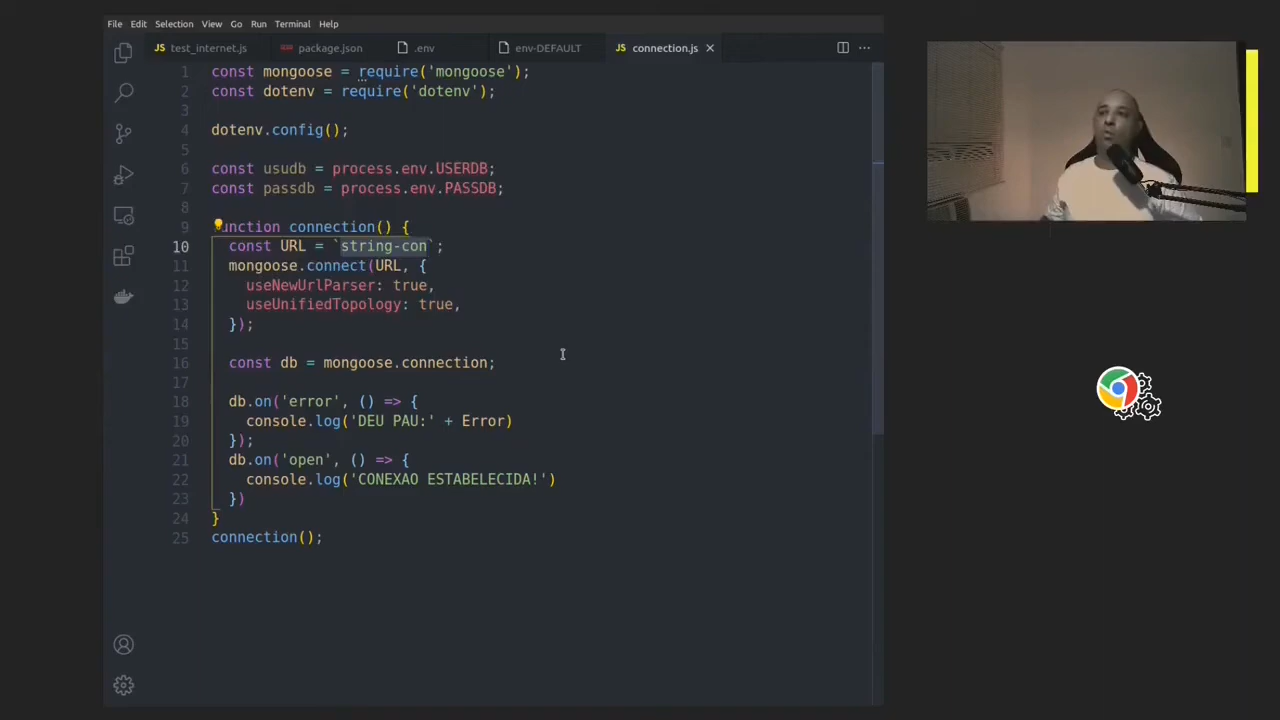 File Edit Selection View Go Run Terminal Help
JS test_internet.js package.json .env env-DEFAULT JS connection.js
1 const mongoose = require('mongoose');
2 const dotenv = require('dotenv');
3
4 dotenv.config();
5
6 const usudb = process.env.USERDB;
7 const passdb = process.env.PASSDB;
8
9 unction connection() {
10 const URL = `string-con`;
11 mongoose.connect(URL, {
12 useNewUrlParser: true,
13 useUnifiedTopology: true,
14 });
15
16 const db = mongoose.connection;
17
18 db.on('error', () => {
19 console.log('DEU PAU:' + Error)
20 });
21 db.on('open', () => {
22 console.log('CONEXAO ESTABELECIDA!')
23 })
24 }
25 connection();